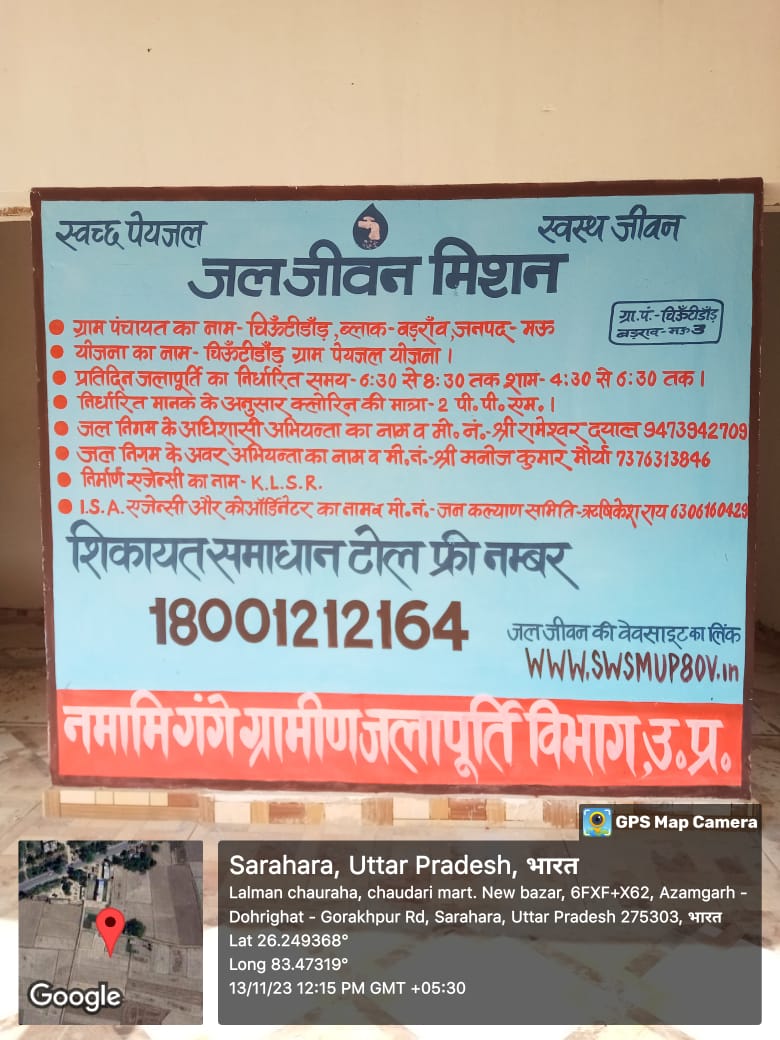 स्वच्छ पेयजल
स्वस्थ जीवन
जल जीवन मिशन
ग्रा.पं.-चिऊँटीडाँड़
बड़राव-मऊ 3
ग्राम पंचायत का नाम- चिऊँटीडाँड़, ब्लाक-बड़राँव, जनपद-मऊ
योजना का नाम- चिऊँटीडाँड़ ग्राम पेयजल योजना।
प्रतिदिन जलापूर्ति का निर्धारित समय-6:30 से 8:30 तक शाम-4:30 से 6:30 तक।
निर्धारित मानक के अनुसार क्लोरिन की मात्रा-2 पी.पी.एम.।
जल निगम के अधिशासी अभियन्ता का नाम व मो.नं.-श्री रामेश्वर दयाल 9473942709
जल निगम के अवर अभियन्ता का नाम व मो.नं.-श्री मनोज कुमार मौर्या 7376313846
निर्माण एजेन्सी का नाम-K.L.S.R.
I.S.A. एजेन्सी और कोऑर्डिनेटर का नाम व मो.नं.-जन कल्याण समिति-ऋषिकेश राय 6306160429
शिकायत समाधान टोल फ्री नम्बर
18001212164
जल जीवन की वेवसाइट का लिंक
WWW.SWSMUP8OV.in
नमामि गंगे ग्रामीण जलापूर्ति विभाग, उ.प्र.
GPS Map Camera
Sarahara, Uttar Pradesh, भारत
Lalman chauraha, chaudari mart. New bazar, 6FXF+X62, Azamgarh -
Dohrighat - Gorakhpur Rd, Sarahara, Uttar Pradesh 275303, भारत
Lat 26.249368°
Long 83.47319°
13/11/23 12:15 PM GMT +05:30
Google